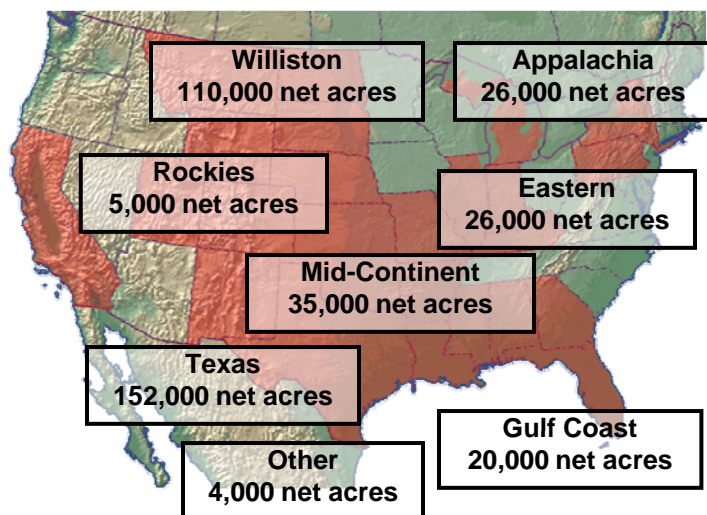 Williston
110,000 net acres
Appalachia
26,000 net acres
Rockies
5,000 net acres
Eastern
26,000 net acres
Mid-Continent
35,000 net acres
Texas
152,000 net acres
Gulf Coast
20,000 net acres
Other
4,000 net acres